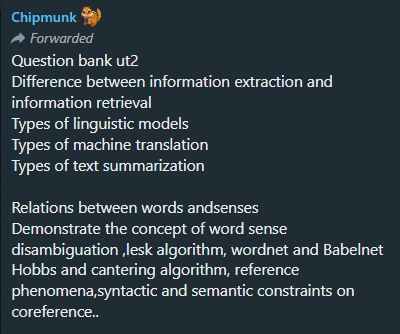 Chipmunk 🐿️
Forwarded
Question bank ut2
Difference between information extraction and
information retrieval
Types of linguistic models
Types of machine translation
Types of text summarization

Relations between words andsenses
Demonstrate the concept of word sense
disambiguation ,lesk algorithm, wordnet and Babelnet
Hobbs and cantering algorithm, reference
phenomena,syntactic and semantic constraints on
coreference..